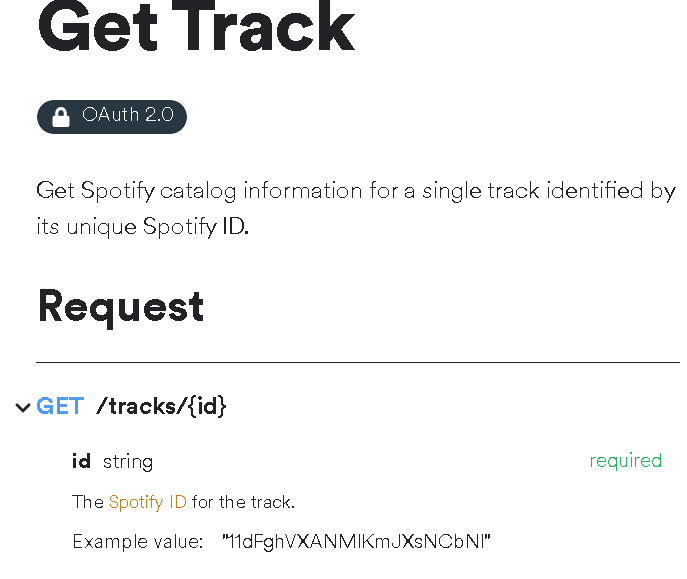 Get Track
OAuth 2.0
Get Spotify catalog information for a single track identified by
its unique Spotify ID.
Request
GET /tracks/{id}
id string required
The Spotify ID for the track.
Example value: "11dFghVXANMlKmJXsNCbNl"